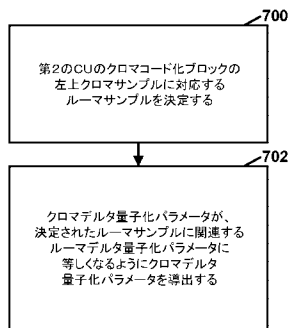 700
第2のCUのクロマコード化ブロックの
左上クロマサンプルに対応する
ルーマサンプルを決定する
702
クロマデルタ量子化パラメータが、
決定されたルーマサンプルに関連する
ルーマデルタ量子化パラメータに
等しくなるようにクロマデルタ
量子化パラメータを導出する